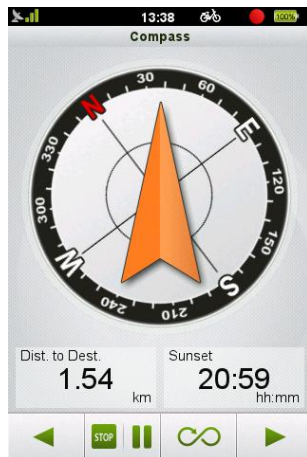 13:38 100%
Compass
N 30 60 E 120 150 S 210 240 W 300 330
Dist. to Dest. Sunset
1.54 20:59
km hh:mm
STOP